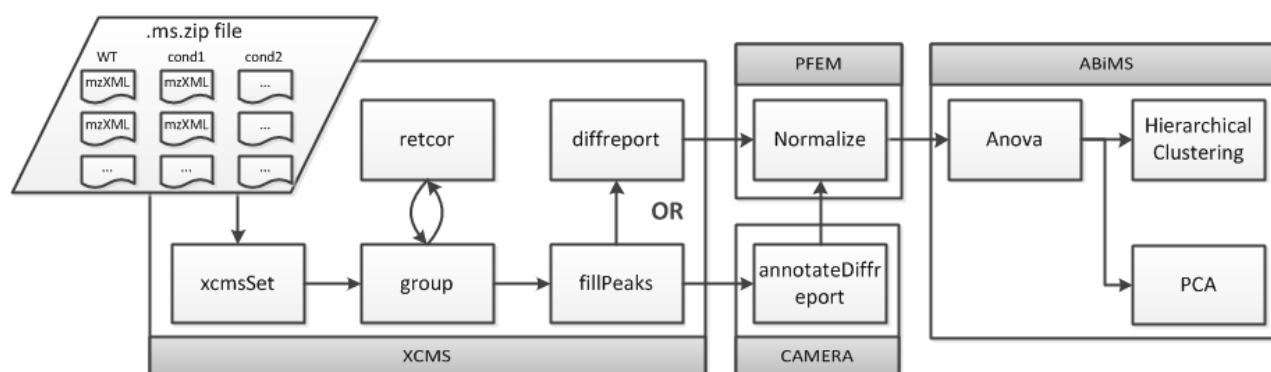 .ms.zip file
WT cond1 cond2
mzXML mzXML ...
mzXML mzXML ...
... ... ...
PFEM
ABiMS
retcor
diffreport
Normalize
Anova
Hierarchical
Clustering
OR
xcmsSet
group
fillPeaks
annotateDiffr
eport
PCA
XCMS
CAMERA